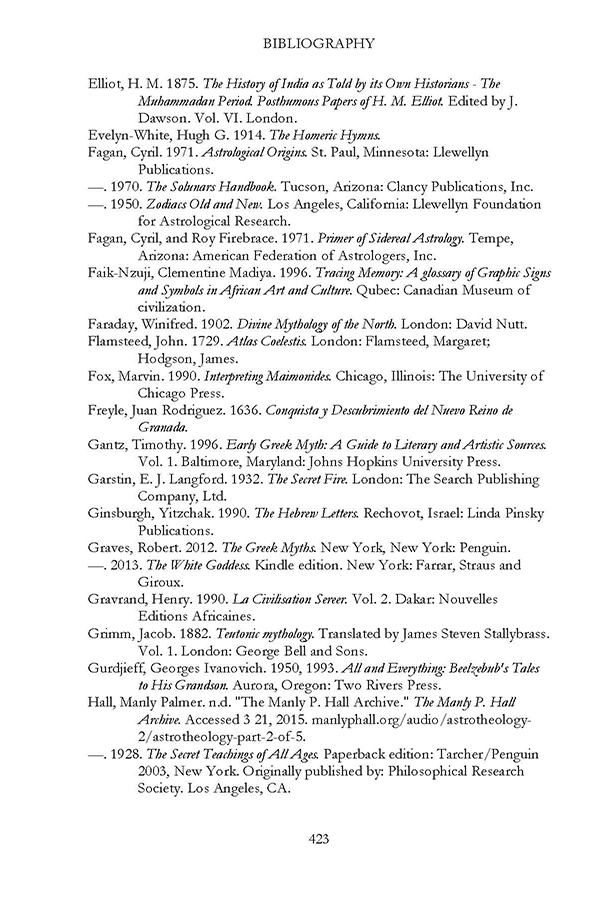 BIBLIOGRAPHY
Elliot, H. M. 1875. The History of India as Told by its Own Historians - The
Muhammadan Period. Posthumous Papers of H. M. Elliot. Edited by J.
Dawson. Vol. VI. London.
Evelyn-White, Hugh G. 1914. The Homeric Hymns.
Fagan, Cyril. 1971. Astrological Origins. St. Paul, Minnesota: Llewellyn
Publications.
—. 1970. The Solunars Handbook. Tucson, Arizona: Clancy Publications, Inc.
—. 1950. Zodiacs Old and New. Los Angeles, California: Llewellyn Foundation
for Astrological Research.
Fagan, Cyril, and Roy Firebrace. 1971. Primer of Sidereal Astrology. Tempe,
Arizona: American Federation of Astrologers, Inc.
Faik-Nzuji, Clementine Madiya. 1996. Tracing Memory: A glossary of Graphic Signs
and Symbols in African Art and Culture. Qubec: Canadian Museum of
civilization.
Faraday, Winifred. 1902. Divine Mythology of the North. London: David Nutt.
Flamsteed, John. 1729. Atlas Coelestis. London: Flamsteed, Margaret;
Hodgson, James.
Fox, Marvin. 1990. Interpreting Maimonides. Chicago, Illinois: The University of
Chicago Press.
Freyle, Juan Rodriguez. 1636. Conquista y Descubrimiento del Nuevo Reino de
Granada.
Gantz, Timothy. 1996. Early Greek Myth: A Guide to Literary and Artistic Sources.
Vol. 1. Baltimore, Maryland: Johns Hopkins University Press.
Garstin, E. J. Langford. 1932. The Secret Fire. London: The Search Publishing
Company, Ltd.
Ginsburgh, Yitzchak. 1990. The Hebrew Letters. Rechovot, Israel: Linda Pinsky
Publications.
Graves, Robert. 2012. The Greek Myths. New York, New York: Penguin.
—. 2013. The White Goddess. Kindle edition. New York: Farrar, Straus and
Giroux.
Gravrand, Henry. 1990. La Civilisation Sereer. Vol. 2. Dakar: Nouvelles
Editions Africaines.
Grimm, Jacob. 1882. Teutonic mythology. Translated by James Steven Stallybrass.
Vol. 1. London: George Bell and Sons.
Gurdjieff, Georges Ivanovich. 1950, 1993. All and Everything: Beelzebub's Tales
to His Grandson. Aurora, Oregon: Two Rivers Press.
Hall, Manly Palmer. n.d. "The Manly P. Hall Archive." The Manly P. Hall
Archive. Accessed 3 21, 2015. manlyphall.org/audio/astrotheology-
2/astrotheology-part-2-of-5.
—. 1928. The Secret Teachings of All Ages. Paperback edition: Tarcher/Penguin
2003, New York. Originally published by: Philosophical Research
Society. Los Angeles, CA.
423